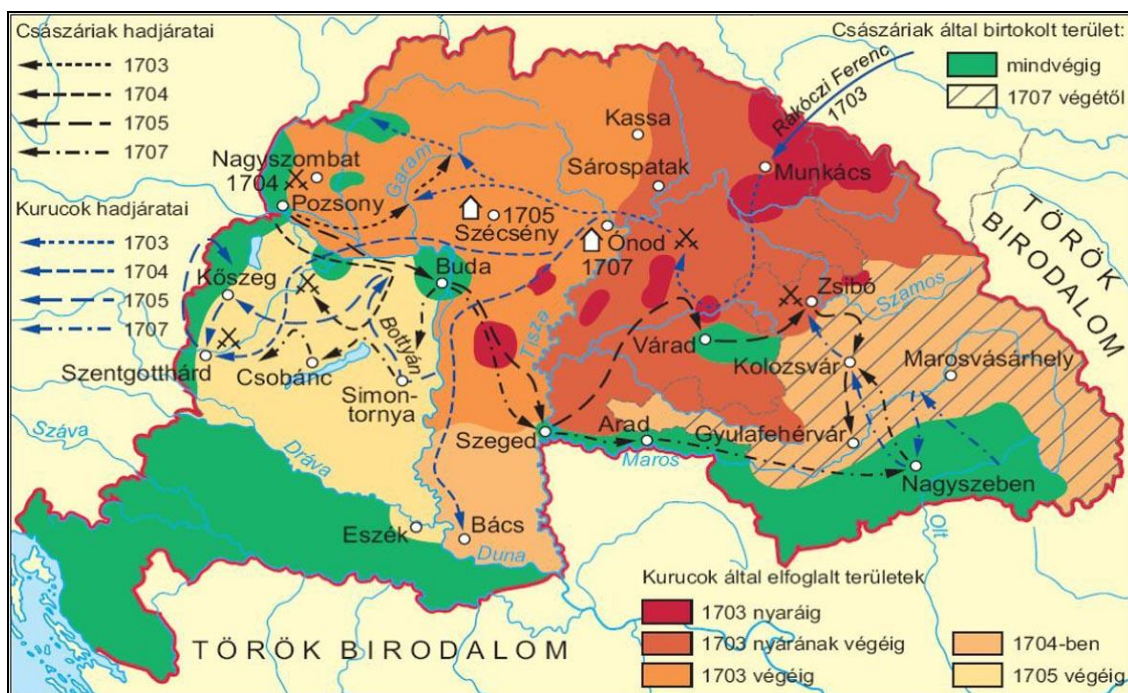 Császáriak hadjáratai
1703
1704
1705
1707
Kurucok hadjáratai
1703
1704
1705
1707
Császáriak által birtokolt terület:
mindvégig
1707 végétől
Rákóczi Ferenc
1703
Kassa
Sárospatak
Munkács
Nagyszombat
1704
Pozsony
Garam
1705
Szécsény
Ónod
1707
TÖRÖK
BIRODALOM
Kőszeg
Buda
Zsibó
Szamos
Bottyán
Tisza
Várad
Kolozsvár
Marosvásárhely
Szentgotthárd
Csobánc
Simon-
tornya
Száva
Dráva
Szeged
Arad
Maros
Gyulafehérvár
Nagyszeben
Eszék
Bács
Duna
Olt
TÖRÖK BIRODALOM
Kurucok által elfoglalt területek
1703 nyaráig
1703 nyarának végéig
1703 végéig
1704-ben
1705 végéig